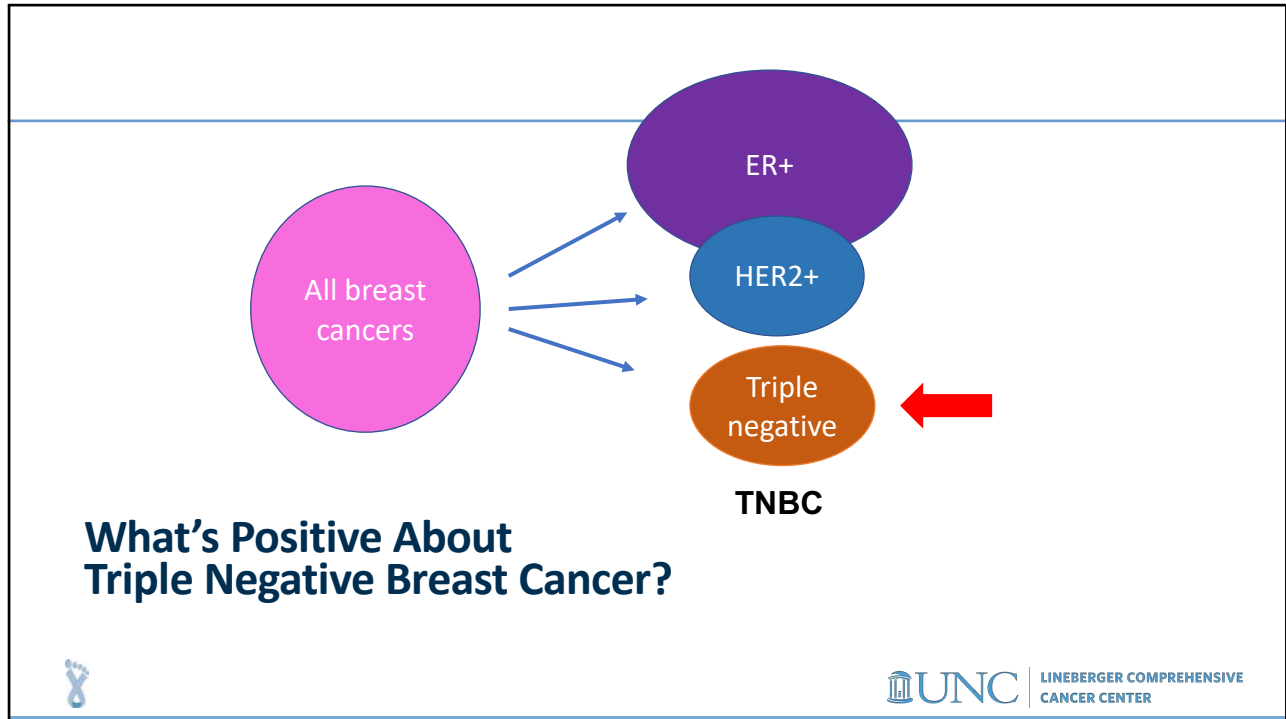 ER+
HER2+
All breast
cancers
Triple
negative
TNBC
What’s Positive About
Triple Negative Breast Cancer?
UNC
LINEBERGER COMPREHENSIVE
CANCER CENTER